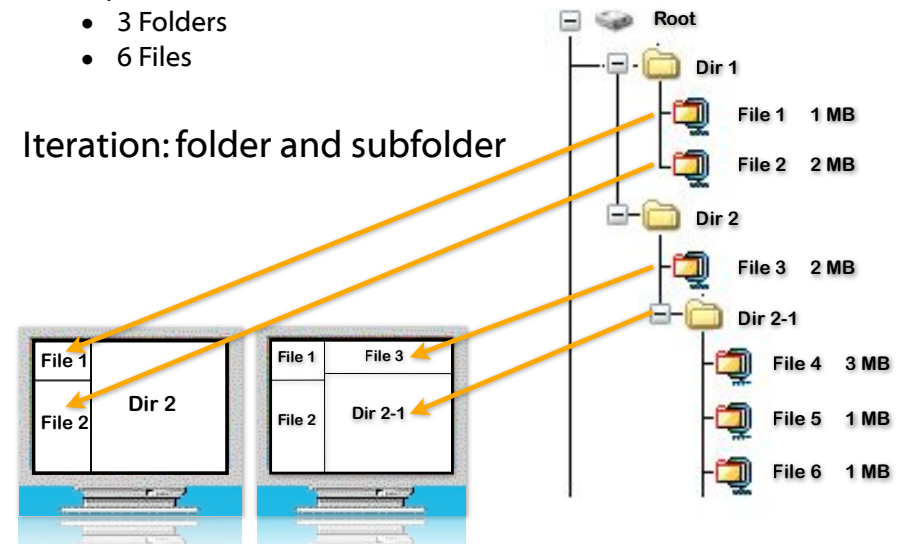 • 3 Folders
• 6 Files
Iteration: folder and subfolder
Root
Dir 1
File 1 1 MB
File 2 2 MB
Dir 2
File 3 2 MB
Dir 2-1
File 4 3 MB
File 5 1 MB
File 6 1 MB
File 1
File 2
Dir 2
File 1
File 2
File 3
Dir 2-1